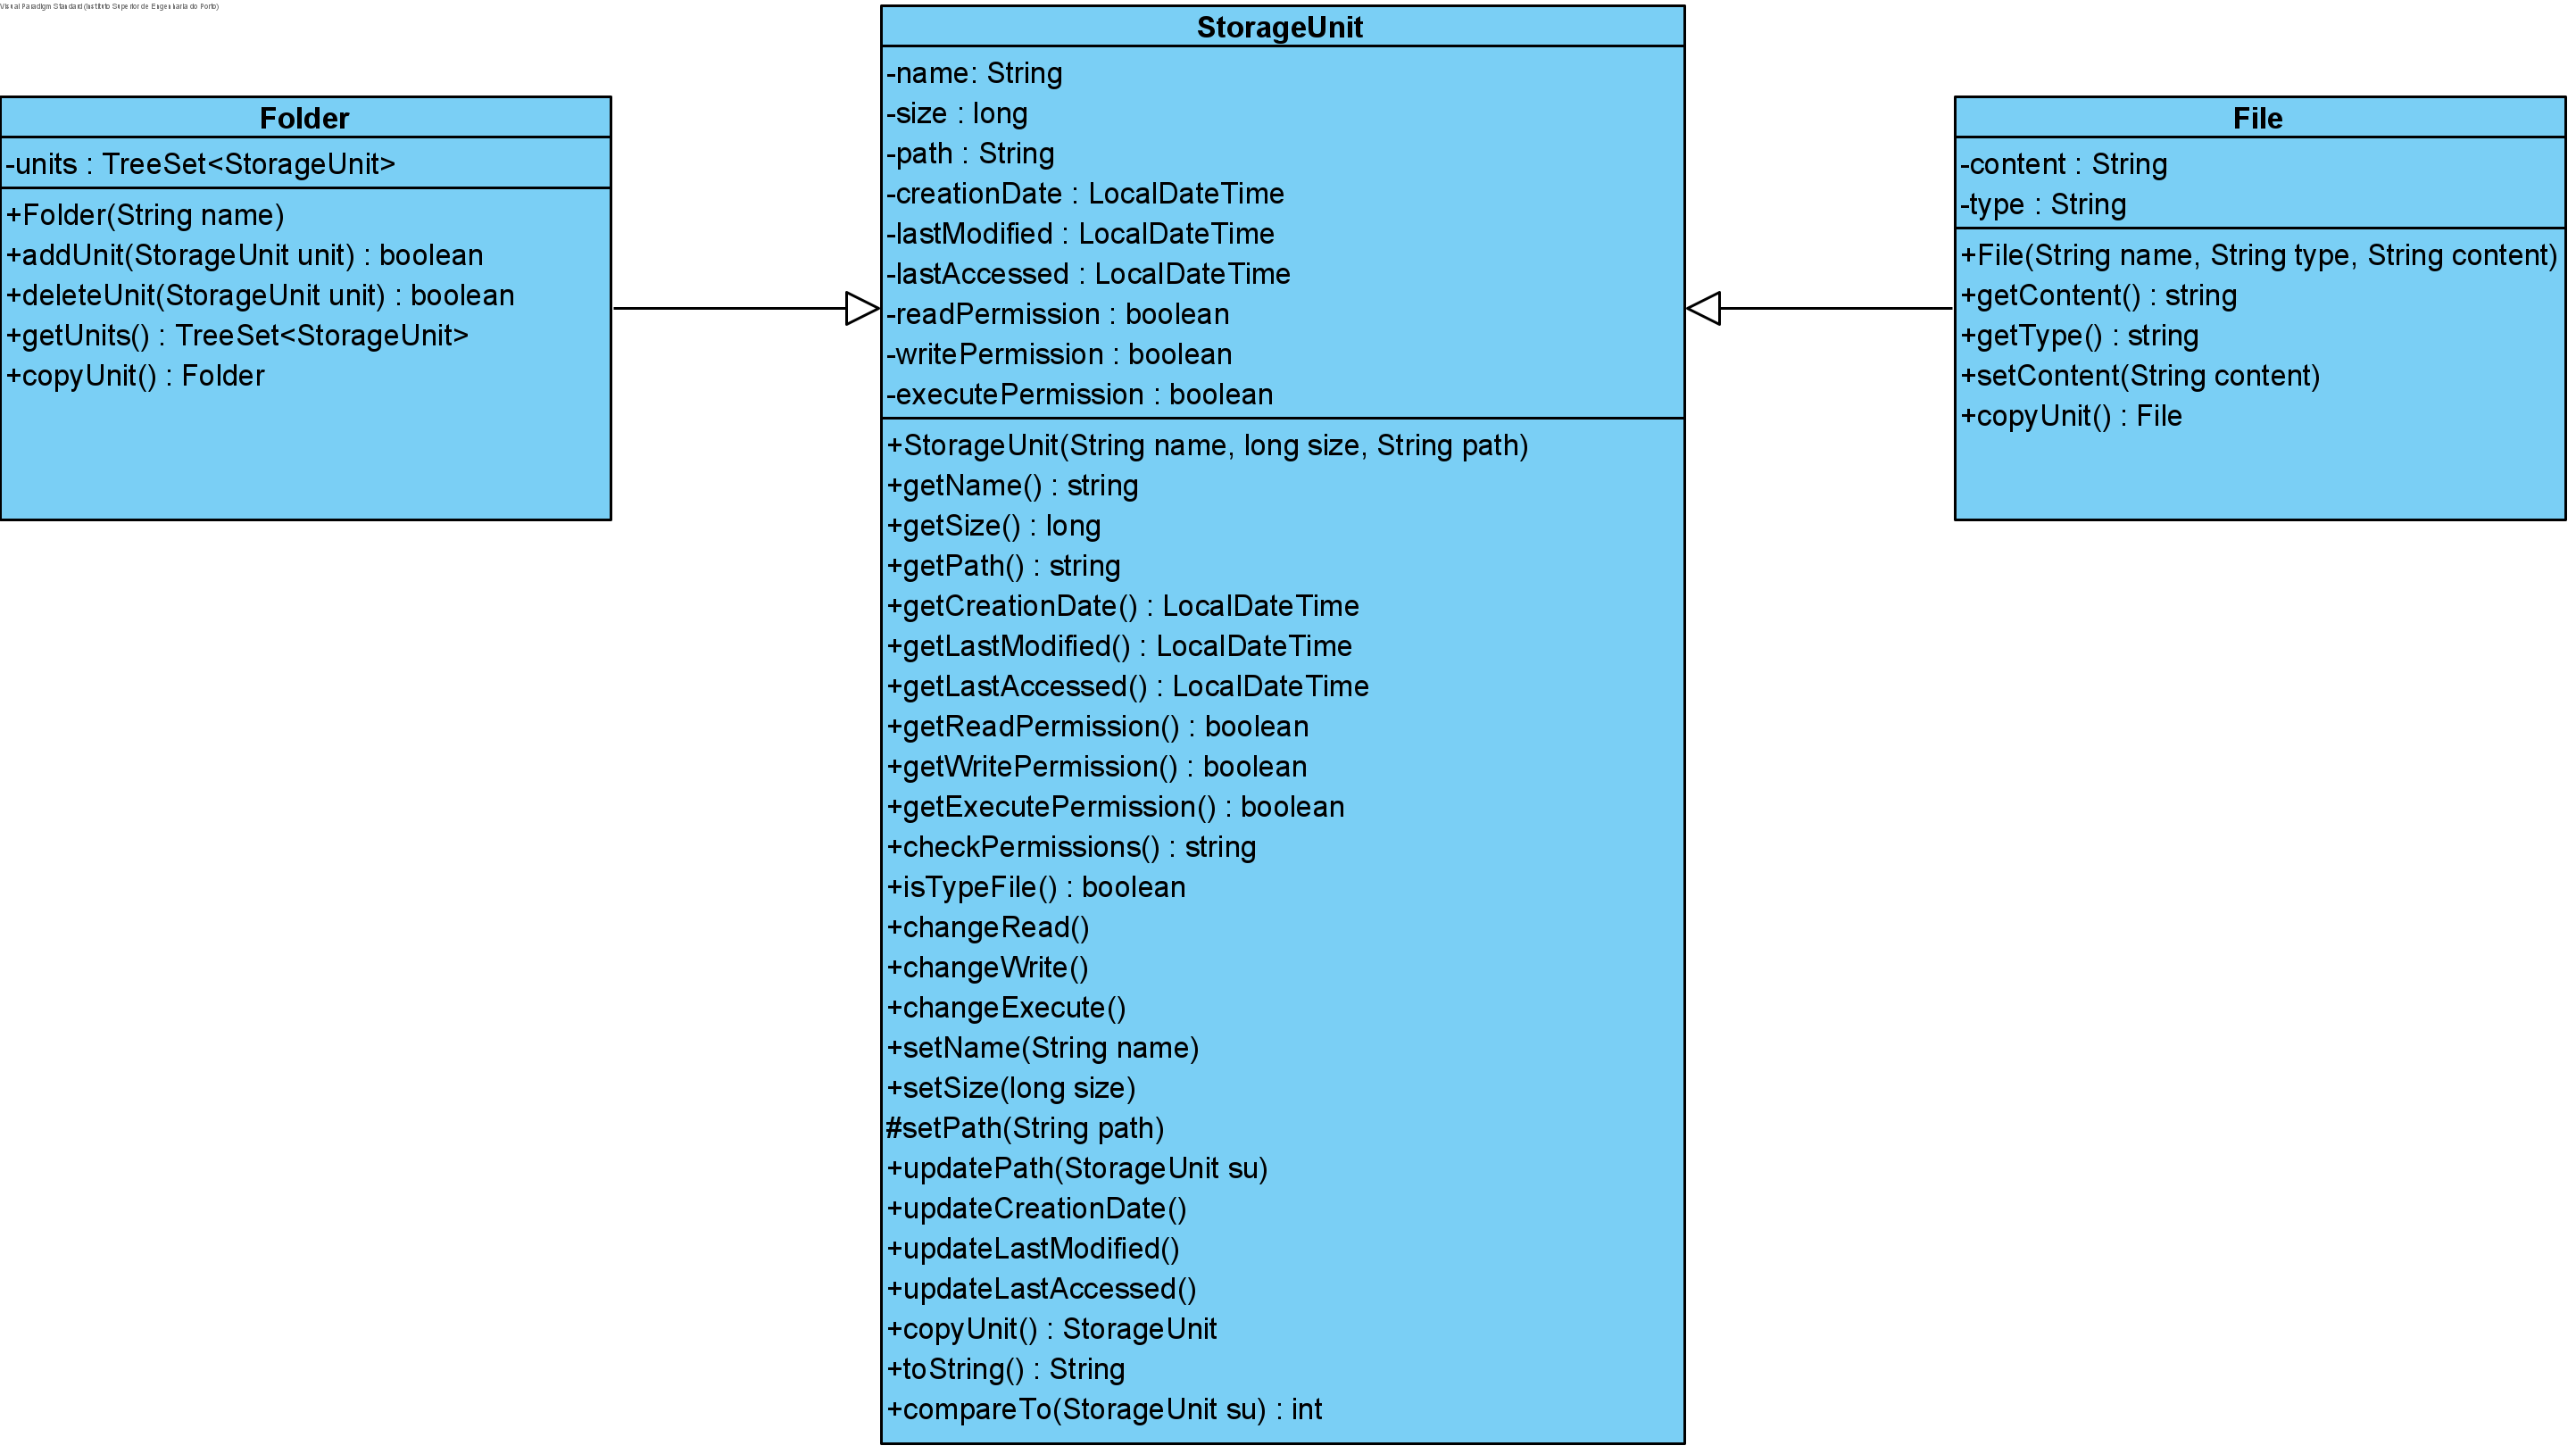 Visual Paradigm Standard (Instituto Superior de Engenharia do Porto)
Folder
-units : TreeSet<StorageUnit>
+Folder(String name)
+addUnit(StorageUnit unit) : boolean
+deleteUnit(StorageUnit unit) : boolean
+getUnits() : TreeSet<StorageUnit>
+copyUnit() : Folder
StorageUnit
-name: String
-size : long
-path : String
-creationDate : LocalDateTime
-lastModified : LocalDateTime
-lastAccessed : LocalDateTime
-readPermission : boolean
-writePermission : boolean
-executePermission : boolean
+StorageUnit(String name, long size, String path)
+getName() : string
+getSize() : long
+getPath() : string
+getCreationDate() : LocalDateTime
+getLastModified() : LocalDateTime
+getLastAccessed() : LocalDateTime
+getReadPermission() : boolean
+getWritePermission() : boolean
+getExecutePermission() : boolean
+checkPermissions() : string
+isTypeFile() : boolean
+changeRead()
+changeWrite()
+changeExecute()
+setName(String name)
+setSize(long size)
#setPath(String path)
+updatePath(StorageUnit su)
+updateCreationDate()
+updateLastModified()
+updateLastAccessed()
+copyUnit() : StorageUnit
+toString() : String
+compareTo(StorageUnit su) : int
File
-content : String
-type : String
+File(String name, String type, String content)
+getContent() : string
+getType() : string
+setContent(String content)
+copyUnit() : File